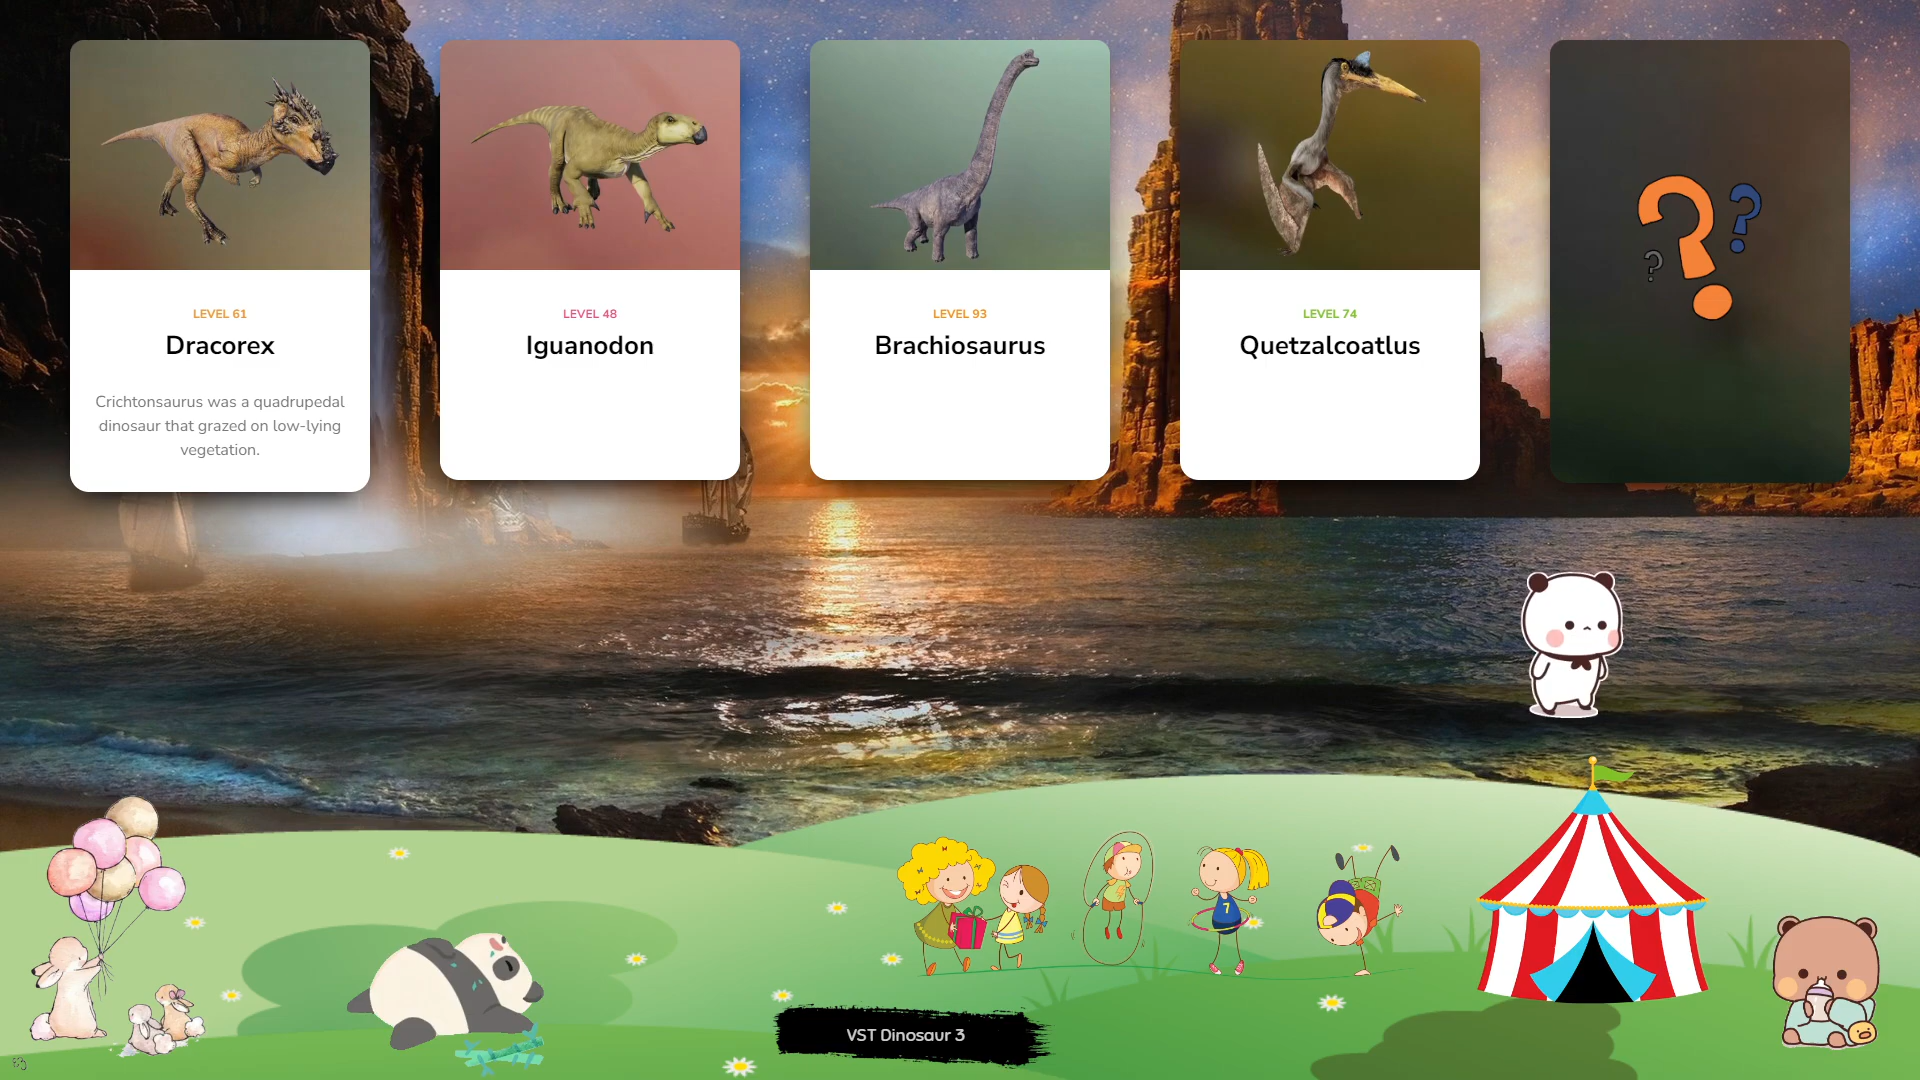 LEVEL 61
Dracorex
Crichtonsaurus was a quadrupedal
dinosaur that grazed on low-lying
vegetation.
LEVEL 48
Iguanodon
LEVEL 93
Brachiosaurus
LEVEL 74
Quetzalcoatlus
? ? ?
7
VST Dinosaur 3